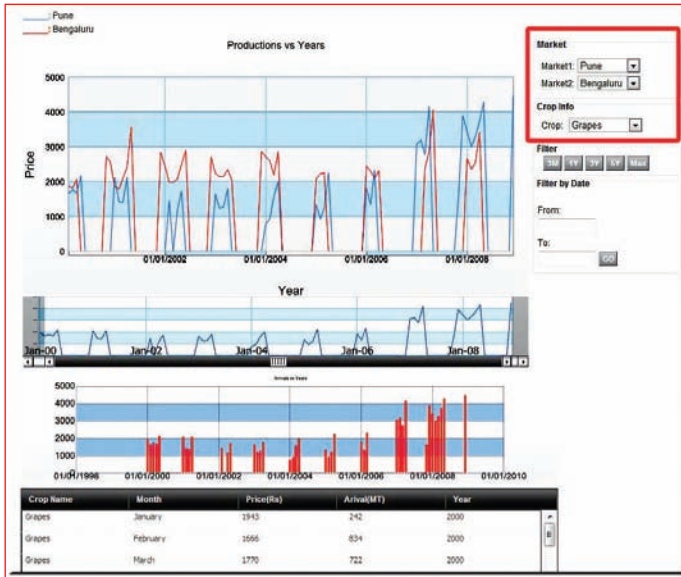 : Pune
: Bengaluru
Productions vs Years
Price
5000
4000
3000
2000
1000
0
01/01/2002
01/01/2004
01/01/2006
01/01/2008
Year
Jan-00
Jan-02
Jan-04
Jan-06
Jan-08
Arrivals vs Years
5000
4000
3000
2000
1000
0
01/01/1998
01/01/2000
01/01/2002
01/01/2004
01/01/2006
01/01/2008
01/01/2010
Market
Market1: Pune
Market2: Bengaluru
Crop Info
Crop: Grapes
Filter
3M 1Y 3Y 5Y Max
Filter by Date
From:
To:
GO
Crop Name Month Price(Rs) Arival(MT) Year
Grapes January 1943 242 2000
Grapes February 1666 834 2000
Grapes March 1770 722 2000